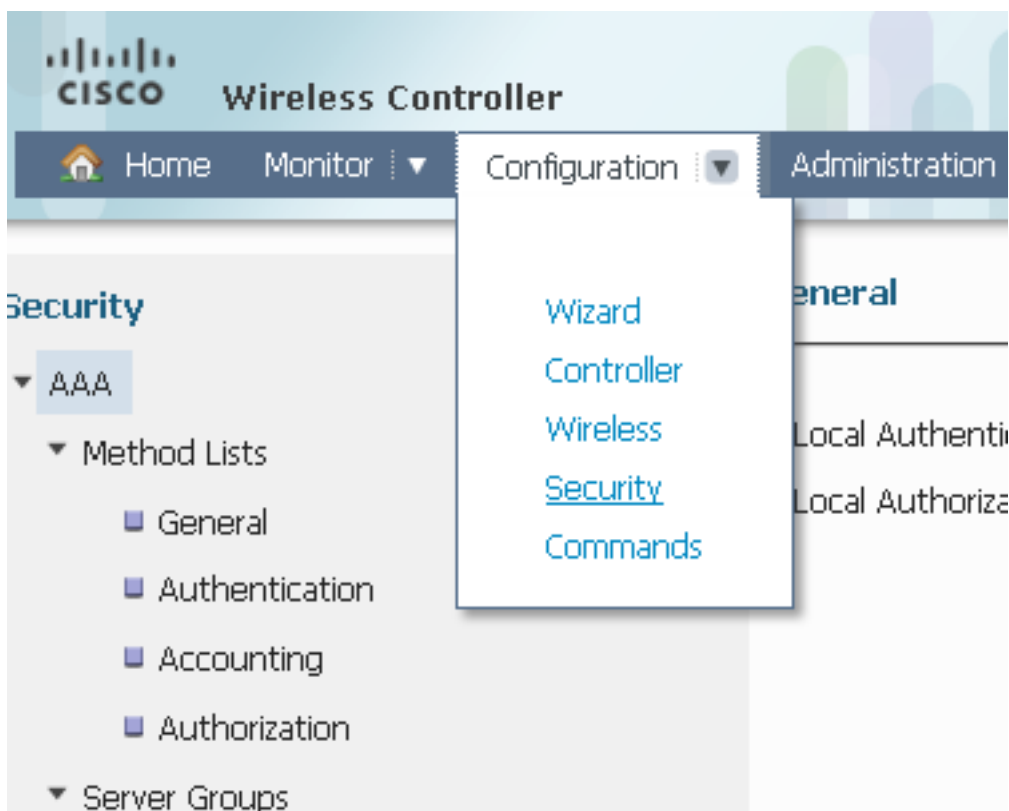 CISCO
Wireless Controller
Home Monitor Configuration Administration
Security
AAA
Method Lists
General
Authentication
Accounting
Authorization
Server Groups
Wizard
Controller
Wireless
Security
Commands
eneral
Local Authenti
Local Authoriza